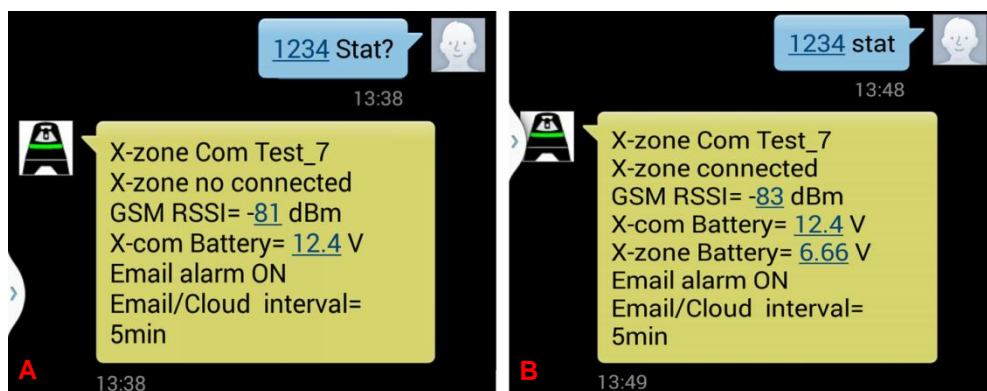 1234 Stat?
13:38
X-zone Com Test_7
X-zone no connected
GSM RSSI= -81 dBm
X-com Battery= 12.4 V
Email alarm ON
Email/Cloud interval=
5min
13:38
A
1234 stat
13:48
X-zone Com Test_7
X-zone connected
GSM RSSI= -83 dBm
X-com Battery= 12.4 V
X-zone Battery= 6.66 V
Email alarm ON
Email/Cloud interval=
5min
13:49
B